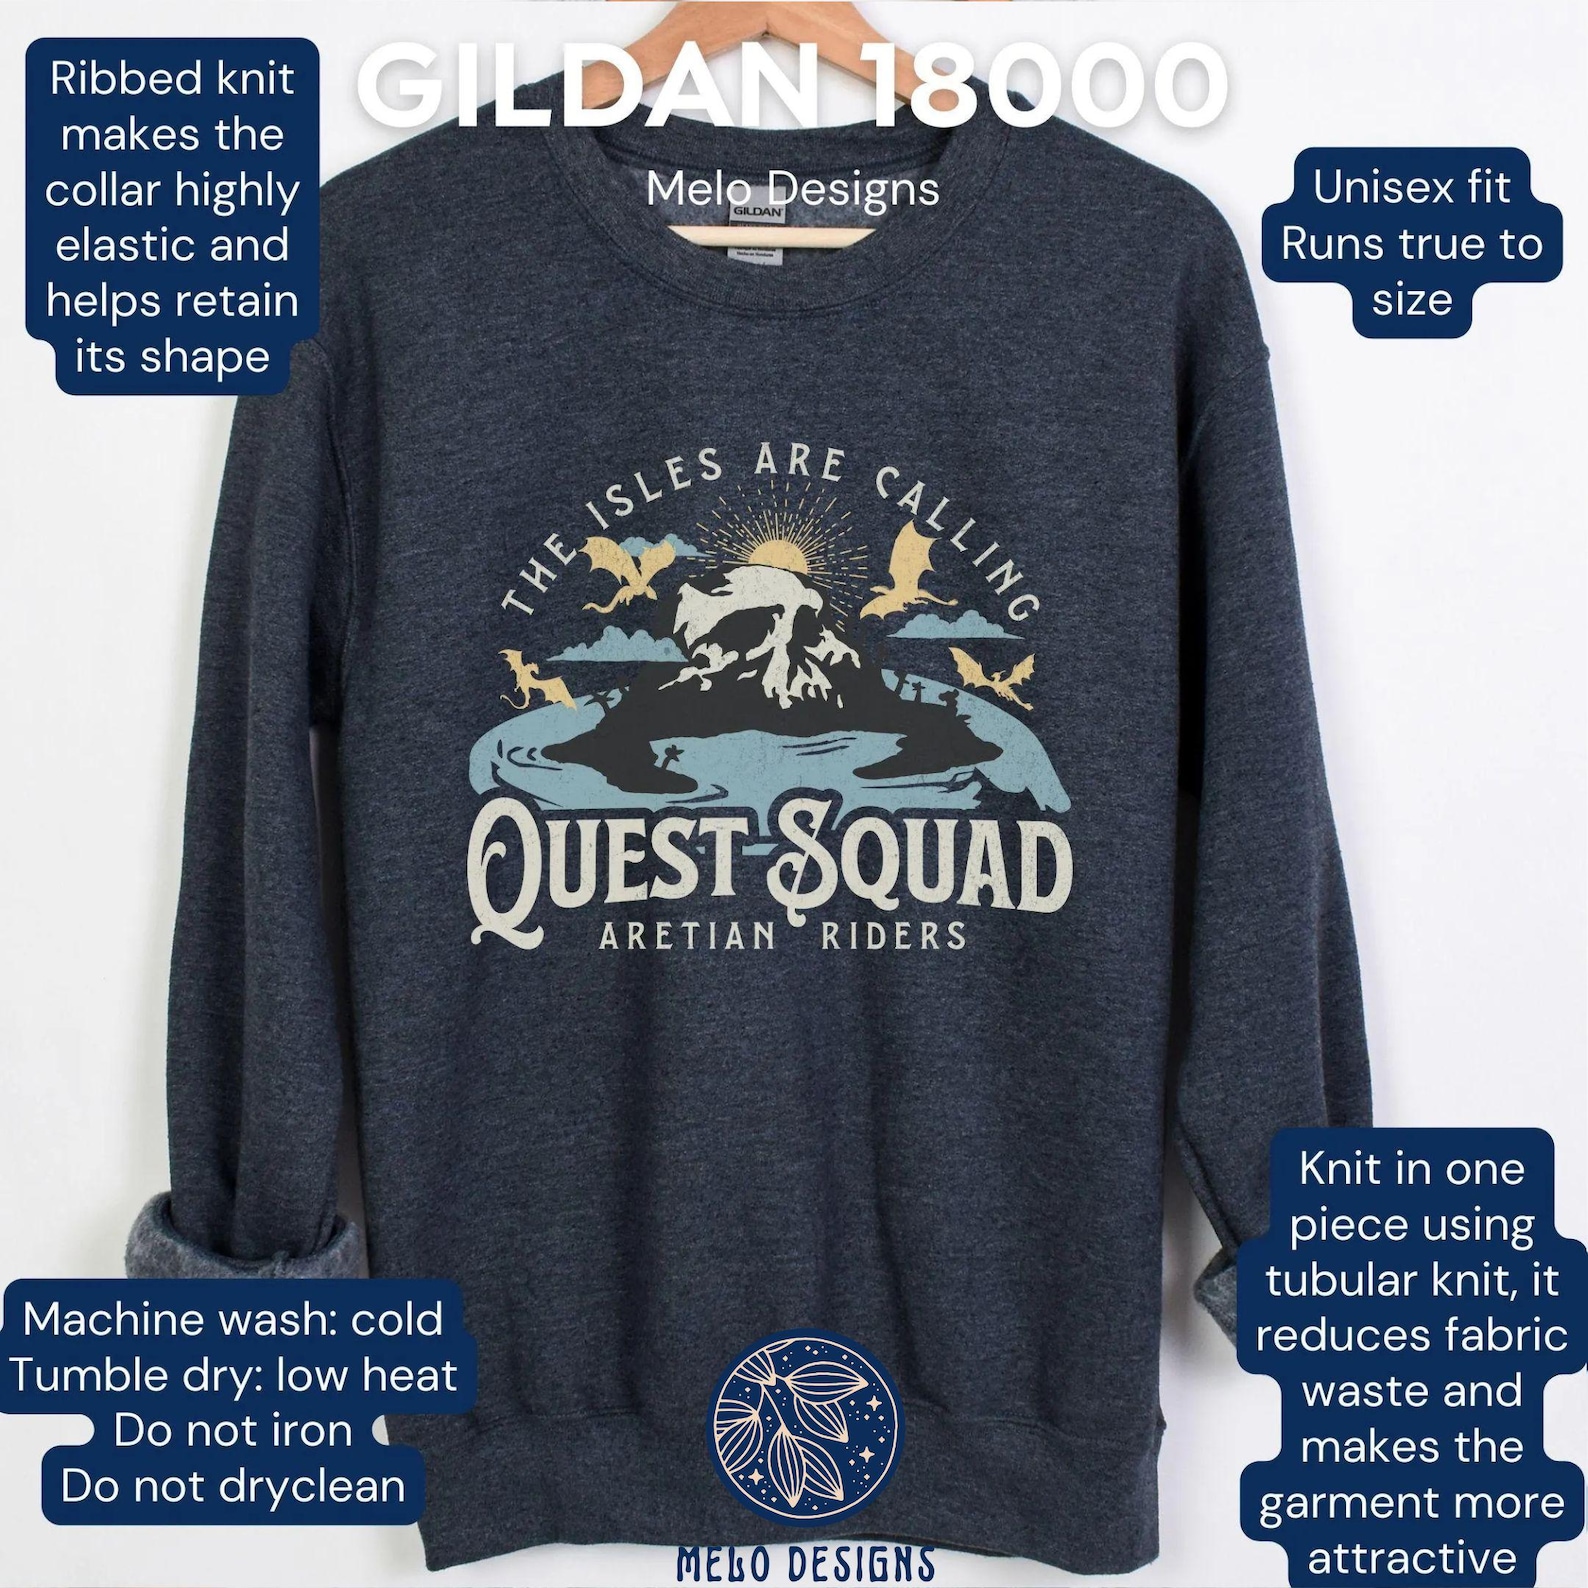 GILDAN 18000
Ribbed knit
makes the
collar highly
elastic and
helps retain
its shape
Melo Designs
GILDAN
Unisex fit
Runs true to
size
THE ISLES ARE CALLING
QUEST SQUAD
ARETIAN RIDERS
Machine wash: cold
Tumble dry: low heat
Do not iron
Do not dryclean
Knit in one
piece using
tubular knit, it
reduces fabric
waste and
makes the
garment more
attractive
MELO DESIGNS